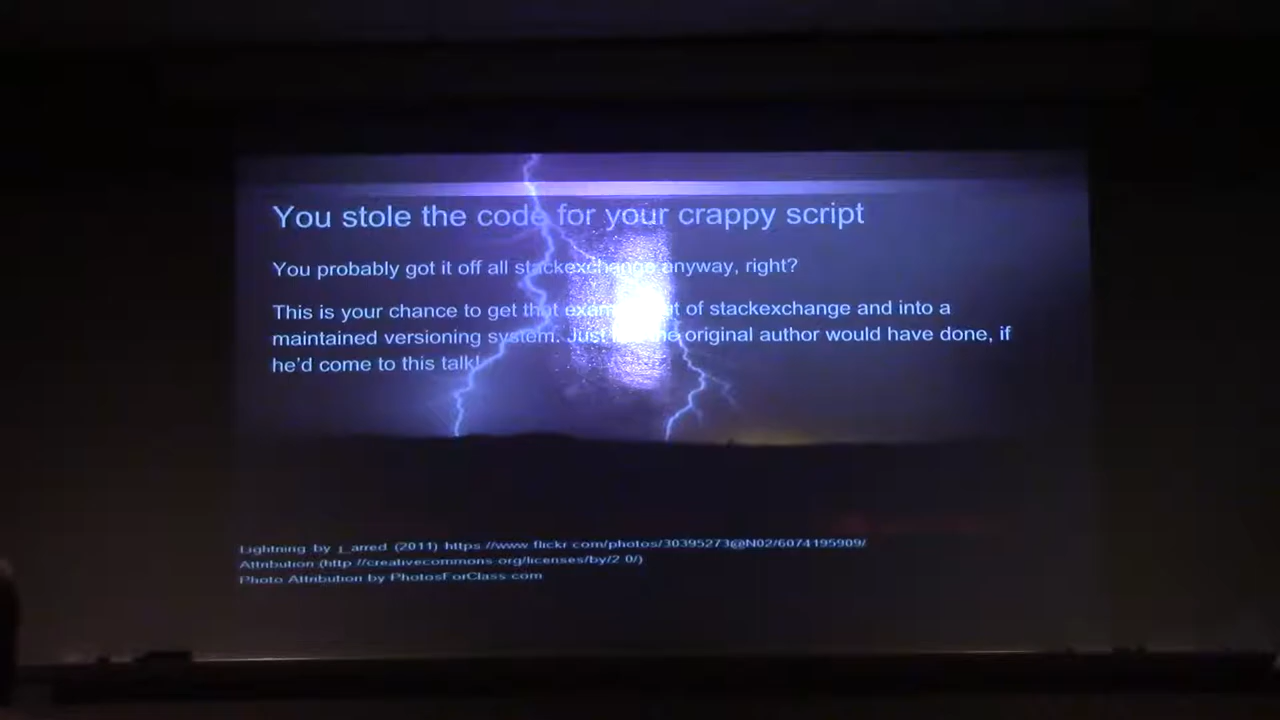 You stole the code for your crappy script
You probably got it off all stackexchange anyway, right?
This is your chance to get that of stackexchange and into a
maintained versioning system. Just original author would have done, if
he'd come to this talk!
Lightning by j_arred (2011) https://www.flickr.com/photos/30395273@N02/6074195909/
Attribution (http://creativecommons.org/licenses/by/2.0/)
Photo Attribution by PhotosForClass.com